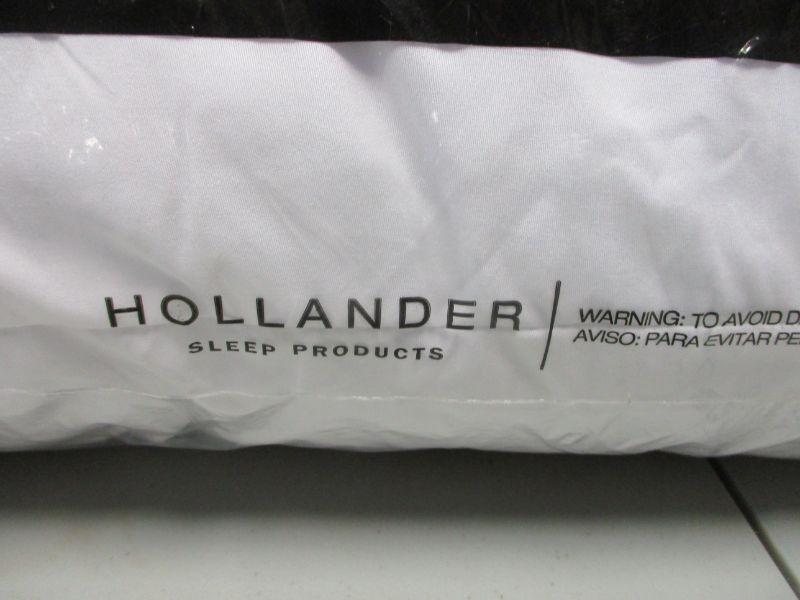 HOLLANDER
SLEEP PRODUCTS
WARNING: TO AVOID
AVISO: PARA EVITAR